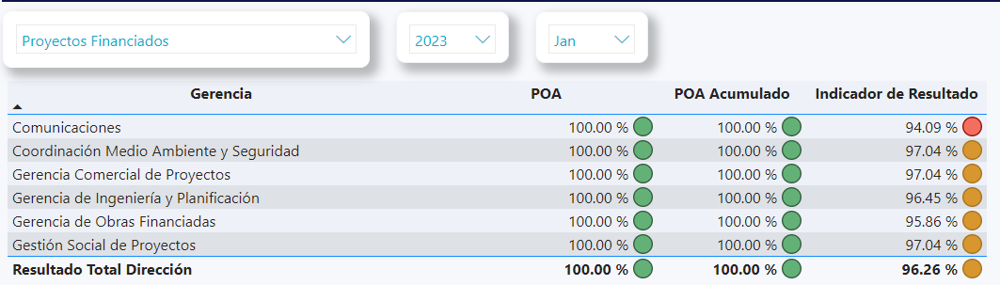 Proyectos Financiados 2023 Jan
Gerencia POA POA Acumulado Indicador de Resultado
Comunicaciones 100.00 % 100.00 % 94.09 %
Coordinación Medio Ambiente y Seguridad 100.00 % 100.00 % 97.04 %
Gerencia Comercial de Proyectos 100.00 % 100.00 % 97.04 %
Gerencia de Ingeniería y Planificación 100.00 % 100.00 % 96.45 %
Gerencia de Obras Financiadas 100.00 % 100.00 % 95.86 %
Gestión Social de Proyectos 100.00 % 100.00 % 97.04 %
Resultado Total Dirección 100.00 % 100.00 % 96.26 %